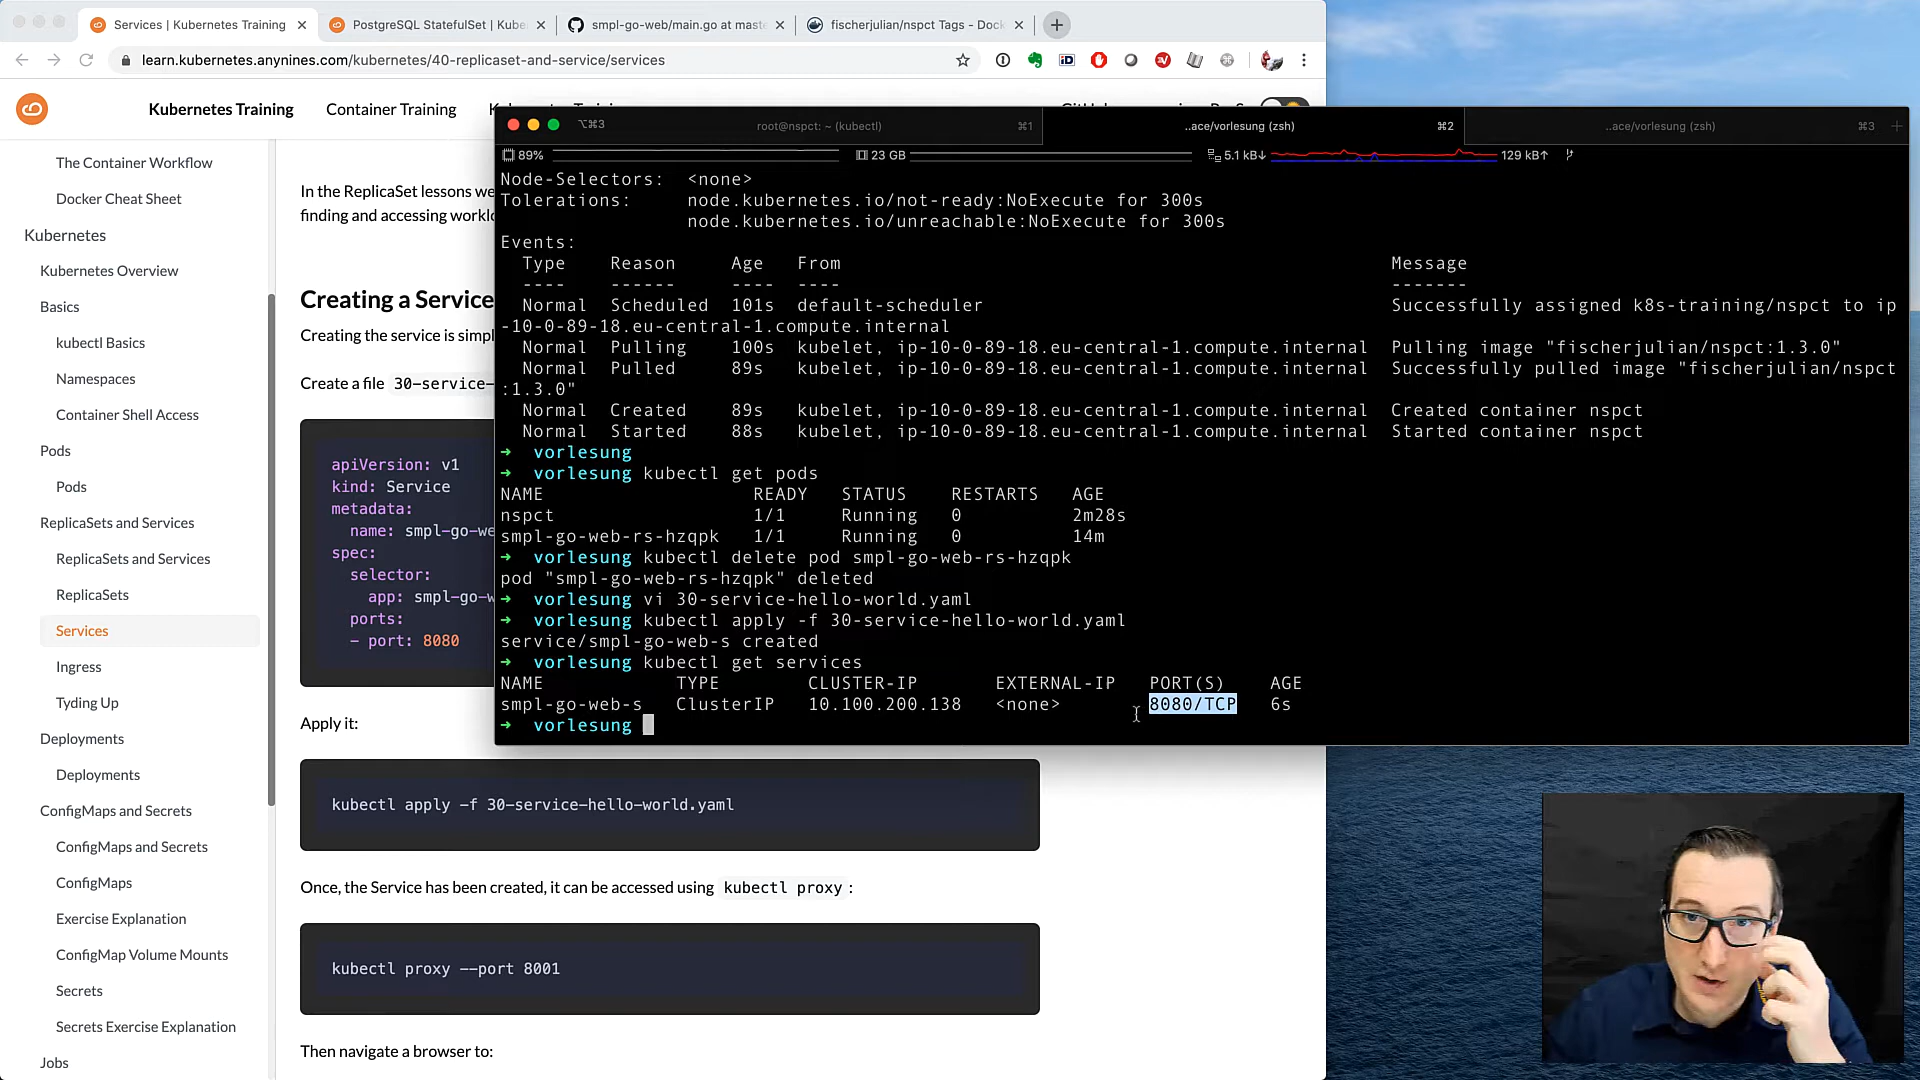 Services | Kubernetes Training
PostgreSQL StatefulSet | Kube
smpl-go-web/main.go at mast
fischerjulian/nspct Tags - Doc
learn.kubernetes.anynines.com/kubernetes/40-replicaset-and-service/services
Kubernetes Training
Container Training
The Container Workflow
Docker Cheat Sheet
Kubernetes
Kubernetes Overview
Basics
kubectl Basics
Namespaces
Container Shell Access
Pods
Pods
ReplicaSets and Services
ReplicaSets and Services
ReplicaSets
Services
Ingress
Tyding Up
Deployments
Deployments
ConfigMaps and Secrets
ConfigMaps and Secrets
ConfigMaps
Exercise Explanation
ConfigMap Volume Mounts
Secrets
Secrets Exercise Explanation
Jobs
In the ReplicaSet lessons we
finding and accessing worklo
Creating a Service
Creating the service is simpl
Create a file 30-service-
apiVersion: v1
kind: Service
metadata:
name: smpl-go-we
spec:
selector:
app: smpl-go-w
ports:
- port: 8080
Apply it:
kubectl apply -f 30-service-hello-world.yaml
Once, the Service has been created, it can be accessed using kubectl proxy :
kubectl proxy --port 8001
Then navigate a browser to:
⌥⌘3
root@nspct: ~ (kubectl) ⌘1
..ace/vorlesung (zsh) ⌘2
..ace/vorlesung (zsh) ⌘3
89% 23 GB 5.1 kB↓ 129 kB↑
Node-Selectors: <none>
Tolerations: node.kubernetes.io/not-ready:NoExecute for 300s
node.kubernetes.io/unreachable:NoExecute for 300s
Events:
Type Reason Age From Message
---- ------ ---- ---- -------
Normal Scheduled 101s default-scheduler Successfully assigned k8s-training/nspct to ip
-10-0-89-18.eu-central-1.compute.internal
Normal Pulling 100s kubelet, ip-10-0-89-18.eu-central-1.compute.internal Pulling image "fischerjulian/nspct:1.3.0"
Normal Pulled 89s kubelet, ip-10-0-89-18.eu-central-1.compute.internal Successfully pulled image "fischerjulian/nspct
:1.3.0"
Normal Created 89s kubelet, ip-10-0-89-18.eu-central-1.compute.internal Created container nspct
Normal Started 88s kubelet, ip-10-0-89-18.eu-central-1.compute.internal Started container nspct
➜ vorlesung
➜ vorlesung kubectl get pods
NAME READY STATUS RESTARTS AGE
nspct 1/1 Running 0 2m28s
smpl-go-web-rs-hzqpk 1/1 Running 0 14m
➜ vorlesung kubectl delete pod smpl-go-web-rs-hzqpk
pod "smpl-go-web-rs-hzqpk" deleted
➜ vorlesung vi 30-service-hello-world.yaml
➜ vorlesung kubectl apply -f 30-service-hello-world.yaml
service/smpl-go-web-s created
➜ vorlesung kubectl get services
NAME TYPE CLUSTER-IP EXTERNAL-IP PORT(S) AGE
smpl-go-web-s ClusterIP 10.100.200.138 <none> 8080/TCP 6s
➜ vorlesung